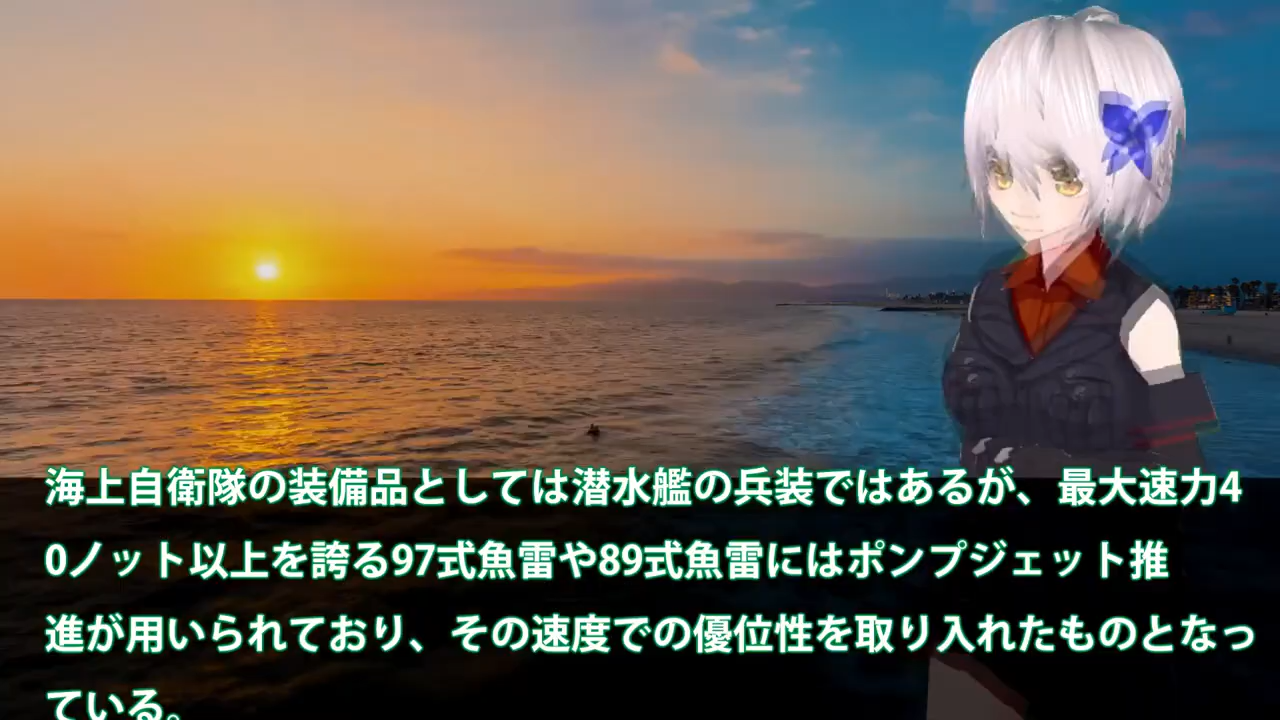 海上自衛隊の装備品としては潜水艦の兵装ではあるが、最大速力4
0ノット以上を誇る97式魚雷や89式魚雷にはポンプジェット推
進が用いられており、その速度での優位性を取り入れたものとなっ
ている。